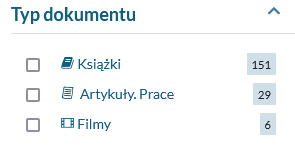 Typ dokumentu
Książki 151
Artykuły. Prace 29
Filmy 6